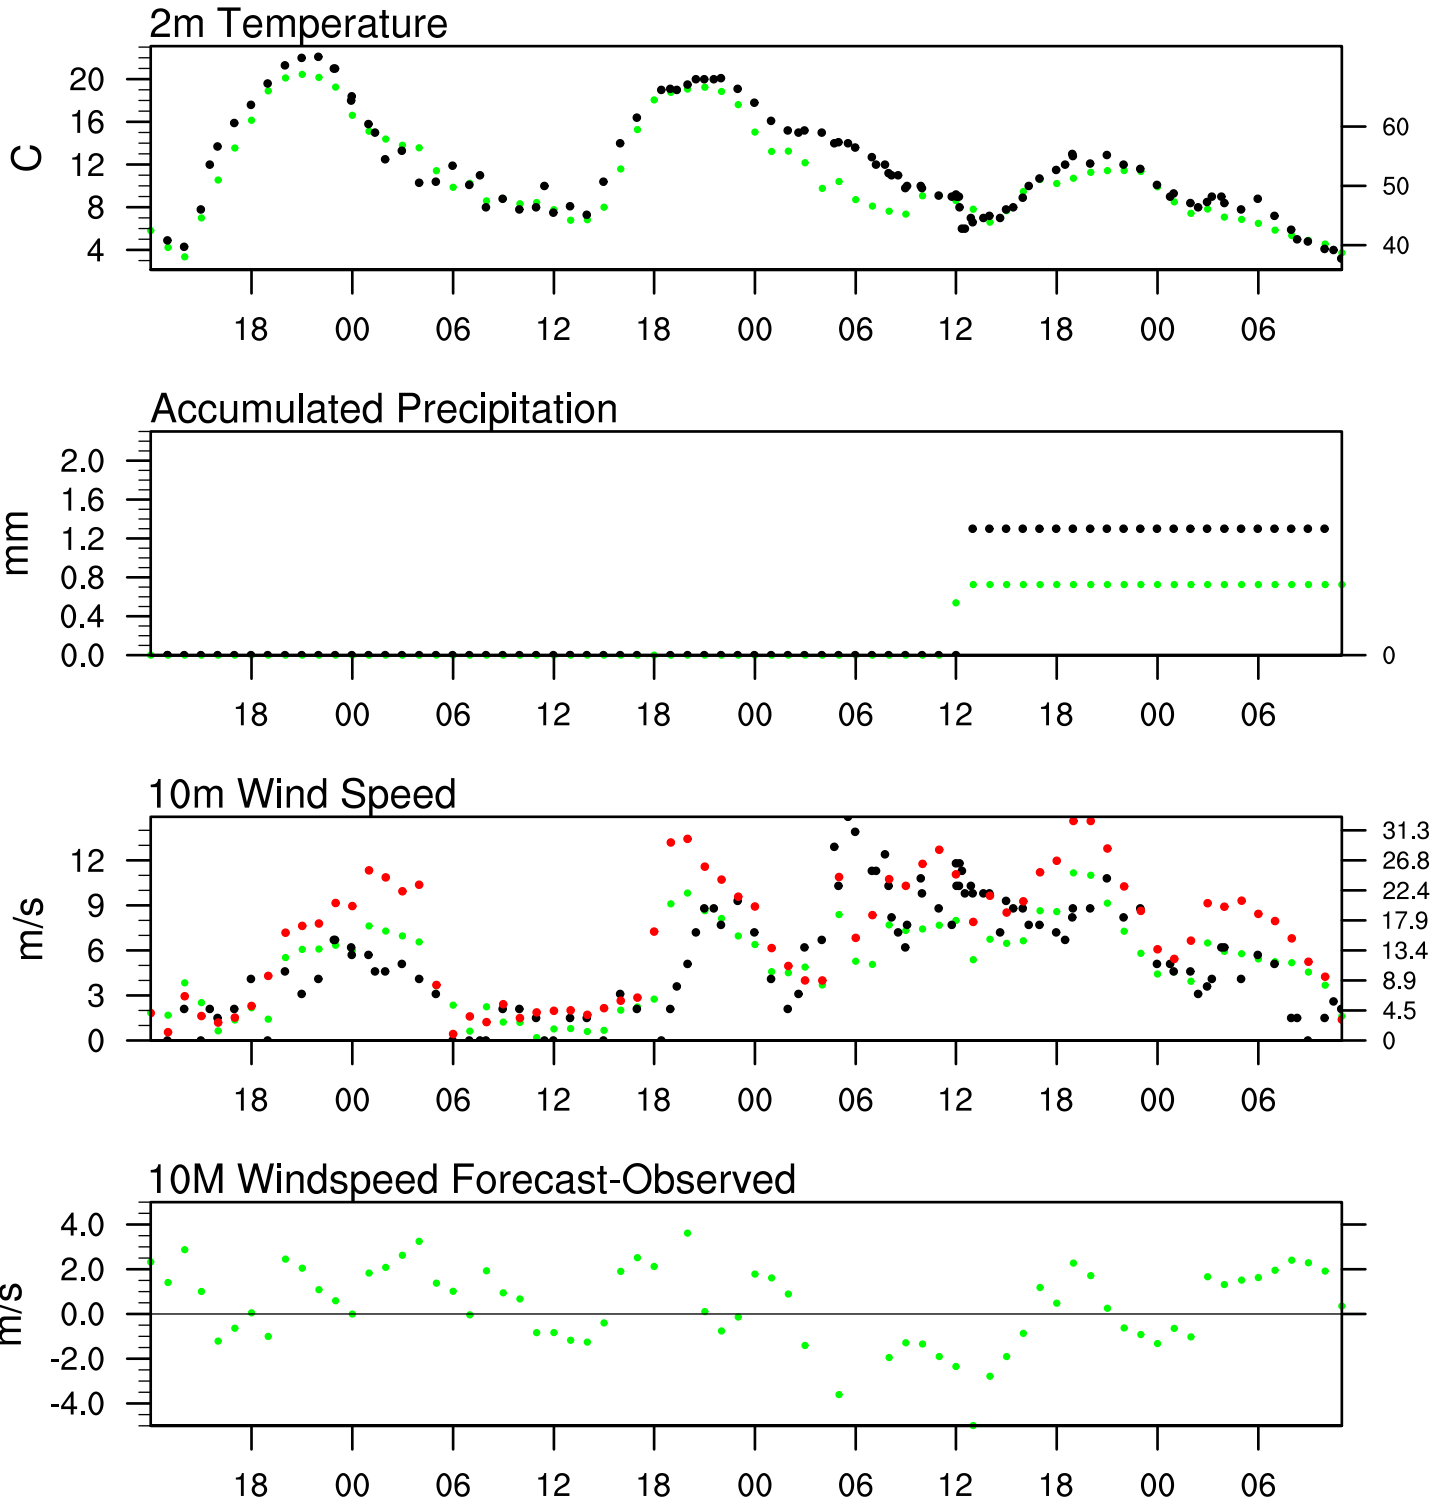 2m Temperature
20
16
12
8
4
C
60
50
40
18 00 06 12 18 00 06 12 18 00 06
Accumulated Precipitation
2.0
1.6
1.2
0.8
0.4
0.0
mm
0
18 00 06 12 18 00 06 12 18 00 06
10m Wind Speed
12
9
6
3
0
m/s
31.3
26.8
22.4
17.9
13.4
8.9
4.5
0
18 00 06 12 18 00 06 12 18 00 06
10M Windspeed Forecast-Observed
4.0
2.0
0.0
-2.0
-4.0
m/s
18 00 06 12 18 00 06 12 18 00 06